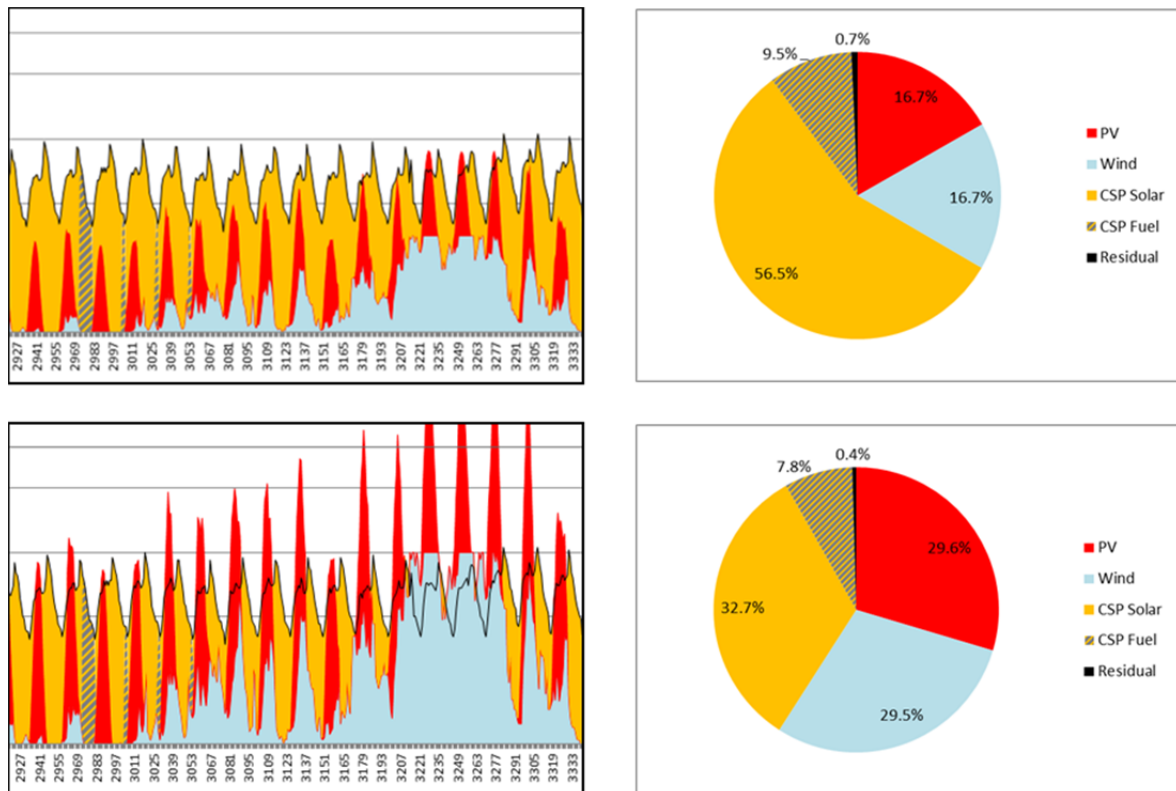 2927 2941 2955 2969 2983 2997 3011 3025 3039 3053 3067 3081 3095 3109 3123 3137 3151 3165 3179 3193 3207 3221 3235 3249 3263 3277 3291 3305 3319 3333
0.7%
9.5%
16.7%
16.7%
56.5%
PV
Wind
CSP Solar
CSP Fuel
Residual
2927 2941 2955 2969 2983 2997 3011 3025 3039 3053 3067 3081 3095 3109 3123 3137 3151 3165 3179 3193 3207 3221 3235 3249 3263 3277 3291 3305 3319 3333
0.4%
7.8%
29.6%
32.7%
29.5%
PV
Wind
CSP Solar
CSP Fuel
Residual